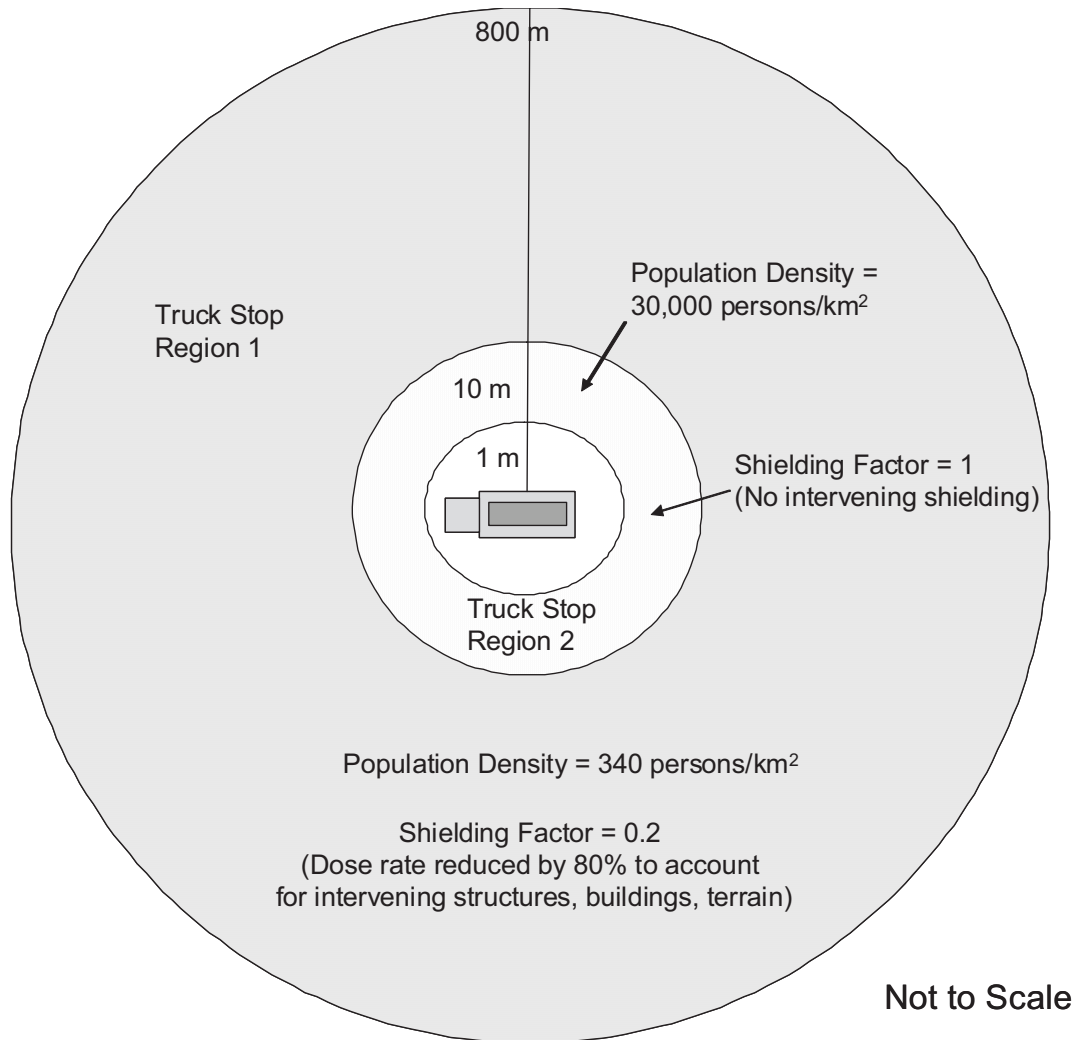 800 m
Population Density =
30,000 persons/km²
Truck Stop
Region 1
10 m
1 m
Shielding Factor = 1
(No intervening shielding)
Truck Stop
Region 2
Population Density = 340 persons/km²
Shielding Factor = 0.2
(Dose rate reduced by 80% to account
for intervening structures, buildings, terrain)
Not to Scale